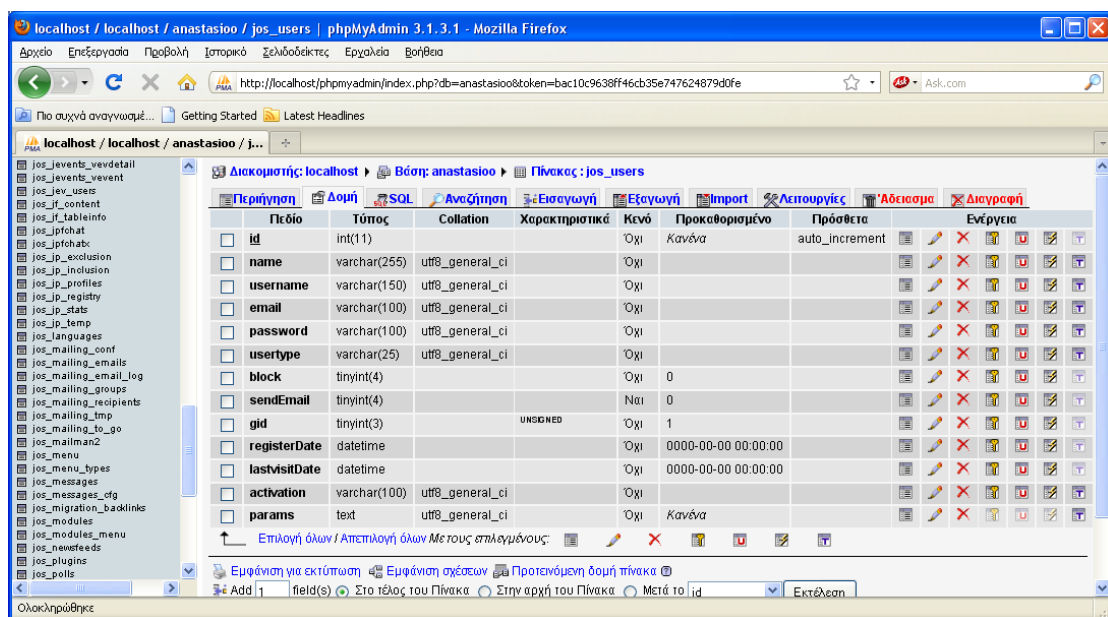 localhost / localhost / anastasioo / jos_users | phpMyAdmin 3.1.3.1 - Mozilla Firefox
Αρχείο Επεξεργασία Προβολή Ιστορικό Σελιδοδείκτες Εργαλεία Βοήθεια
http://localhost/phpmyadmin/index.php?db=anastasioo&token=bac10c9638ff46cb35e747624879d0fe Ask.com
Πιο συχνά αναγνωσμέ... Getting Started Latest Headlines
localhost / localhost / anastasioo / j...
jos_jevents_vevdetail
jos_jevents_vevent
jos_jev_users
jos_jf_content
jos_jf_tableinfo
jos_jpfchat
jos_jpfchatx
jos_jp_exclusion
jos_jp_inclusion
jos_jp_profiles
jos_jp_registry
jos_jp_stats
jos_jp_temp
jos_languages
jos_mailing_conf
jos_mailing_emails
jos_mailing_email_log
jos_mailing_groups
jos_mailing_recipients
jos_mailing_tmp
jos_mailing_to_go
jos_mailman2
jos_menu
jos_menu_types
jos_messages
jos_messages_cfg
jos_migration_backlinks
jos_modules
jos_modules_menu
jos_newsfeeds
jos_plugins
jos_polls
Διακομιστής: localhost Βάση: anastasioo Πίνακας : jos_users
Περιήγηση Δομή SQL Αναζήτηση Εισαγωγή Εξαγωγή Import Λειτουργίες Άδειασμα Διαγραφή
Πεδίο Τύπος Collation Χαρακτηριστικά Κενό Προκαθορισμένο Πρόσθετα Ενέργεια
id int(11) Όχι Κανένα auto_increment
name varchar(255) utf8_general_ci Όχι
username varchar(150) utf8_general_ci Όχι
email varchar(100) utf8_general_ci Όχι
password varchar(100) utf8_general_ci Όχι
usertype varchar(25) utf8_general_ci Όχι
block tinyint(4) Όχι 0
sendEmail tinyint(4) Ναι 0
gid tinyint(3) UNSIGNED Όχι 1
registerDate datetime Όχι 0000-00-00 00:00:00
lastvisitDate datetime Όχι 0000-00-00 00:00:00
activation varchar(100) utf8_general_ci Όχι
params text utf8_general_ci Όχι Κανένα
Επιλογή όλων / Απεπιλογή όλων Με τους επιλεγμένους:
Εμφάνιση για εκτύπωση Εμφάνιση σχέσεων Προτεινόμενη δομή πίνακα
Add 1 field(s) Στο τέλος του Πίνακα Στην αρχή του Πίνακα Μετά το id Εκτέλεση
Ολοκληρώθηκε